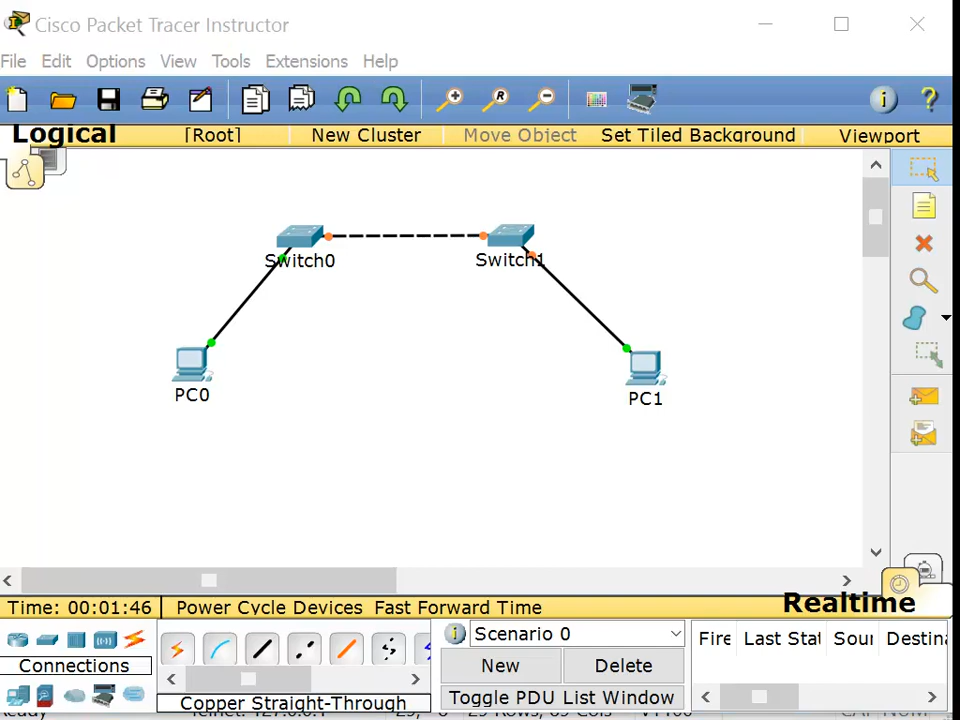 Cisco Packet Tracer Instructor
File Edit Options View Tools Extensions Help
Logical [Root] New Cluster Move Object Set Tiled Background Viewport
Switch0 Switch1
PC0 PC1
Time: 00:01:46 Power Cycle Devices Fast Forward Time Realtime
Scenario 0
Fire Last Stat Sour Destina
Connections
New Delete
Copper Straight-Through
Toggle PDU List Window